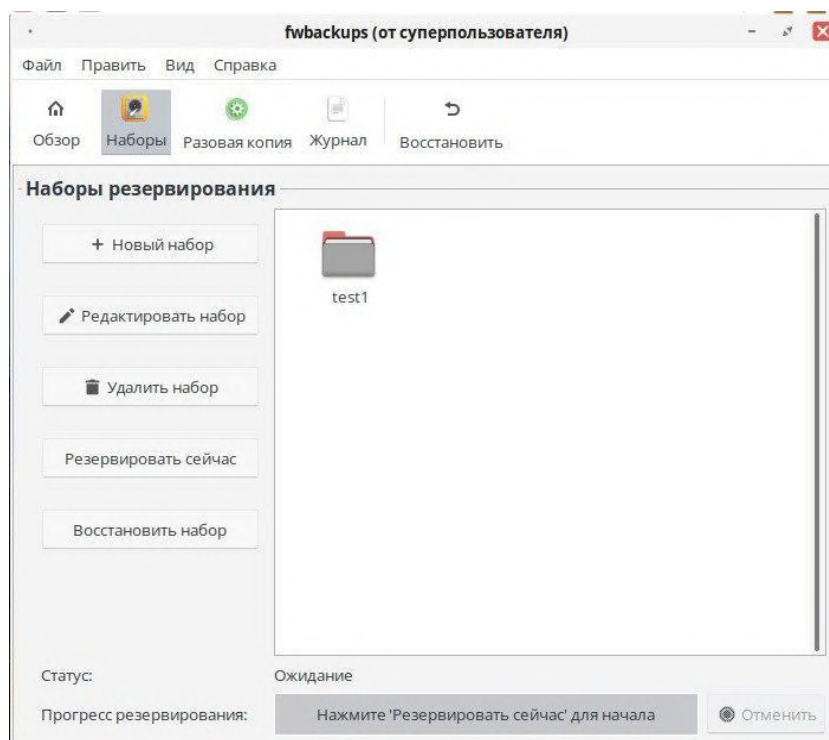 fwbackups (от суперпользователя)
Файл Править Вид Справка
Обзор Наборы Разовая копия Журнал Восстановить
Наборы резервирования
+ Новый набор
test1
Редактировать набор
Удалить набор
Резервировать сейчас
Восстановить набор
Статус: Ожидание
Прогресс резервирования: Нажмите 'Резервировать сейчас' для начала Отменить